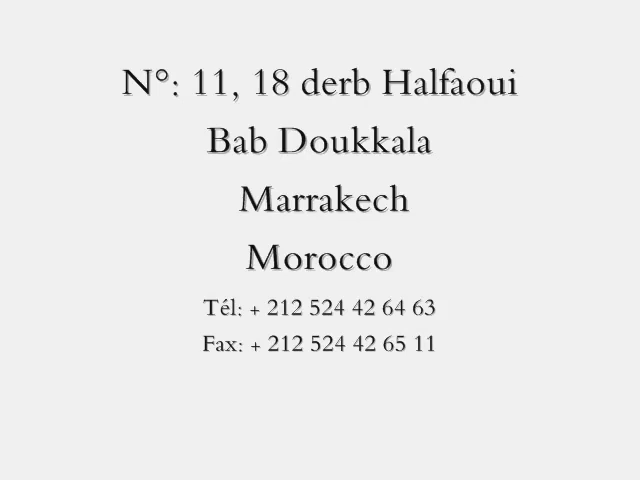 N°: 11, 18 derb Halfaoui
Bab Doukkala
Marrakech
Morocco
Tél: + 212 524 42 64 63
Fax: + 212 524 42 65 11